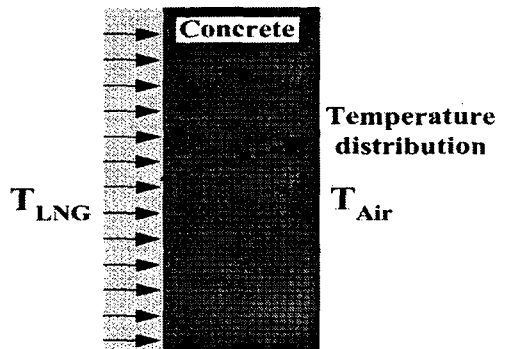 Concrete
Temperature
distribution
T_LNG
T_Air